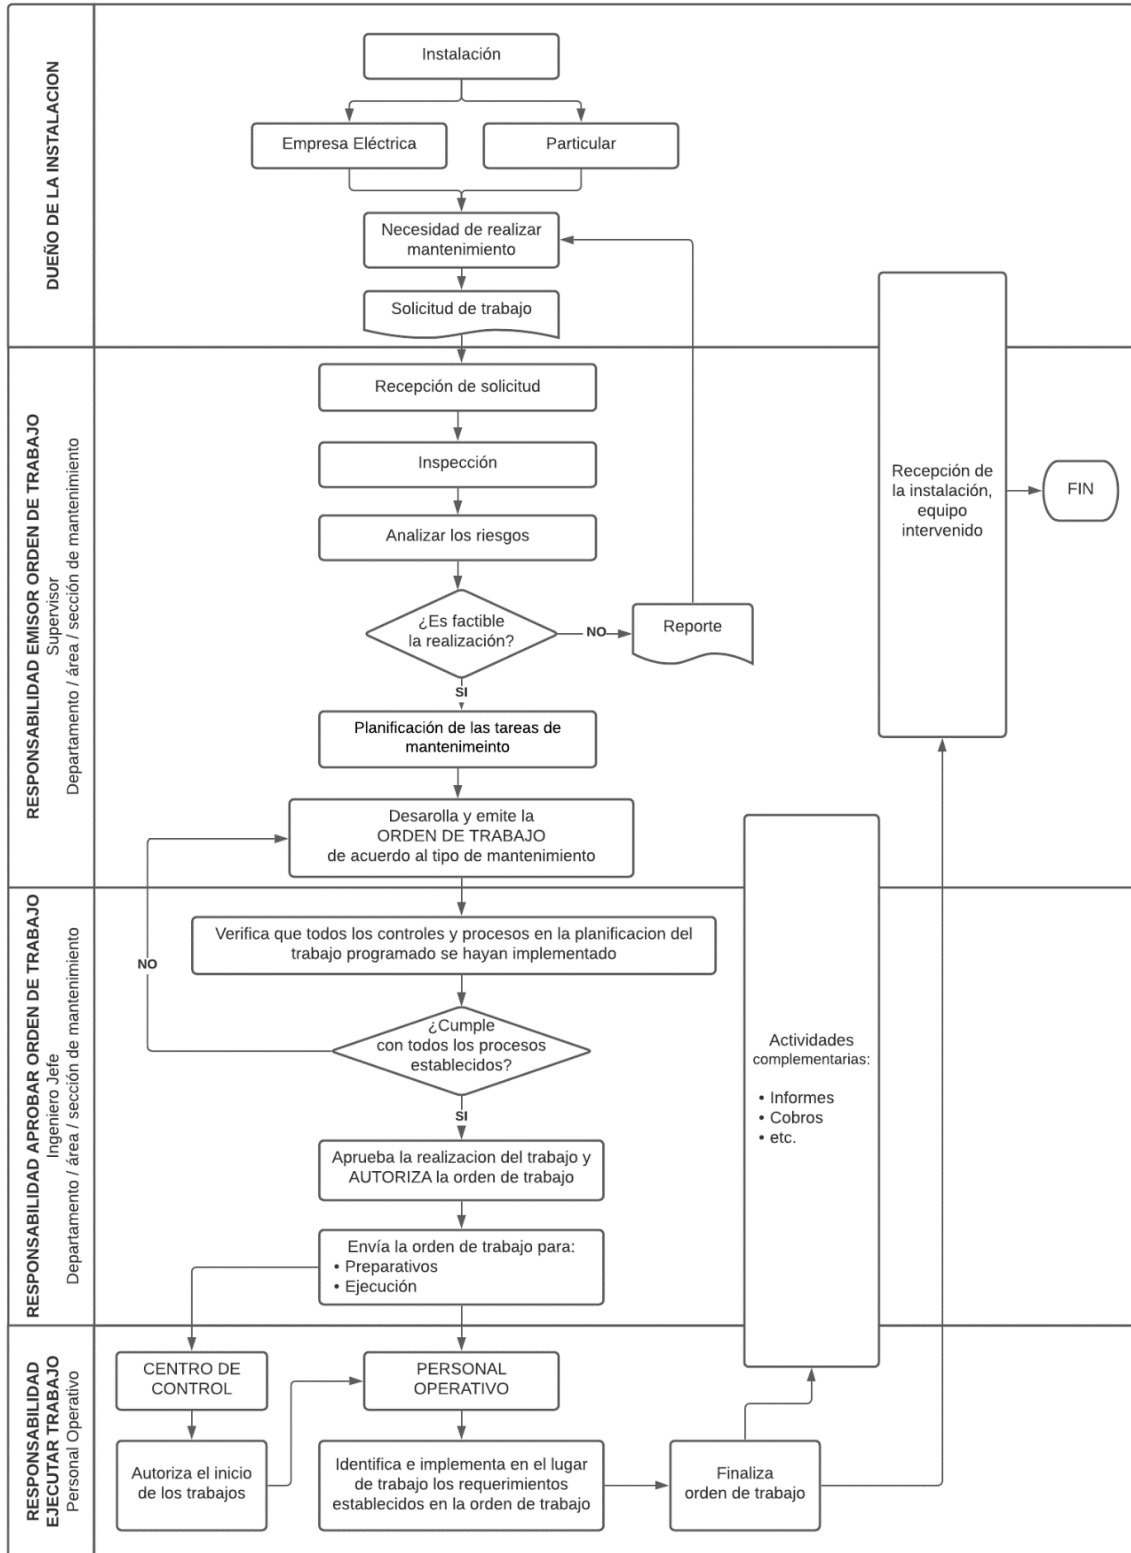 DUEÑO DE LA INSTALACION
Instalación
Empresa Eléctrica
Particular
Necesidad de realizar
mantenimiento
Solicitud de trabajo
RESPONSABILIDAD EMISOR ORDEN DE TRABAJO
Supervisor
Departamento / área / sección de mantenimiento
Recepción de solicitud
Inspección
Analizar los riesgos
¿Es factible
la realización?
NO
Reporte
SI
Planificación de las tareas de
mantenimeinto
Desarolla y emite la
ORDEN DE TRABAJO
de acuerdo al tipo de mantenimiento
Recepción de
la instalación,
equipo
intervenido
FIN
RESPONSABILIDAD APROBAR ORDEN DE TRABAJO
Ingeniero Jefe
Departamento / área / sección de mantenimiento
Verifica que todos los controles y procesos en la planificacion del
trabajo programado se hayan implementado
NO
¿Cumple
con todos los procesos
establecidos?
SI
Aprueba la realizacion del trabajo y
AUTORIZA la orden de trabajo
Envía la orden de trabajo para:
• Preparativos
• Ejecución
Actividades
complementarias:
• Informes
• Cobros
• etc.
RESPONSABILIDAD
EJECUTAR TRABAJO
Personal Operativo
CENTRO DE
CONTROL
PERSONAL
OPERATIVO
Autoriza el inicio
de los trabajos
Identifica e implementa en el lugar
de trabajo los requerimientos
establecidos en la orden de trabajo
Finaliza
orden de trabajo